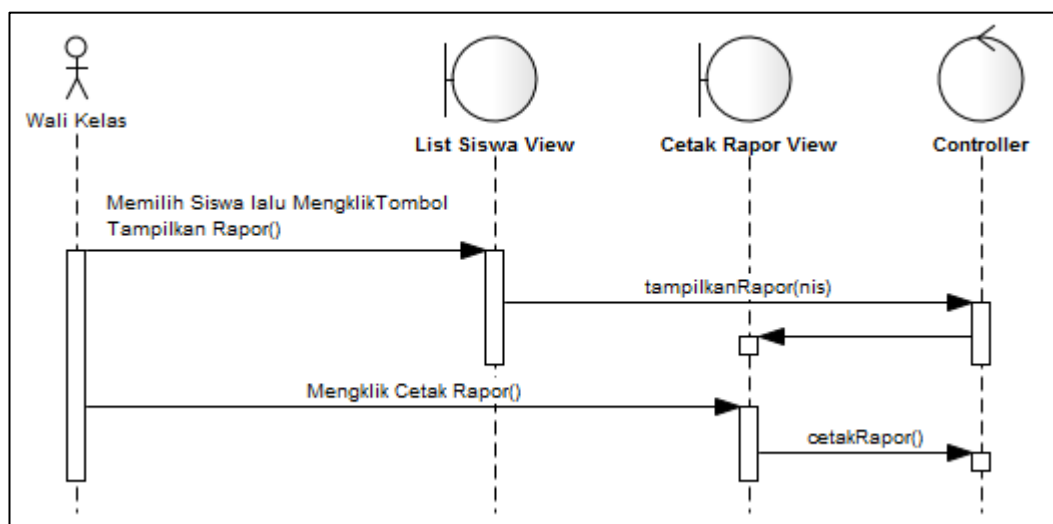 Wali Kelas
List Siswa View
Cetak Rapor View
Controller
Memilih Siswa lalu MengklikTombol
Tampilkan Rapor()
tampilkanRapor(nis)
Mengklik Cetak Rapor()
cetakRapor()